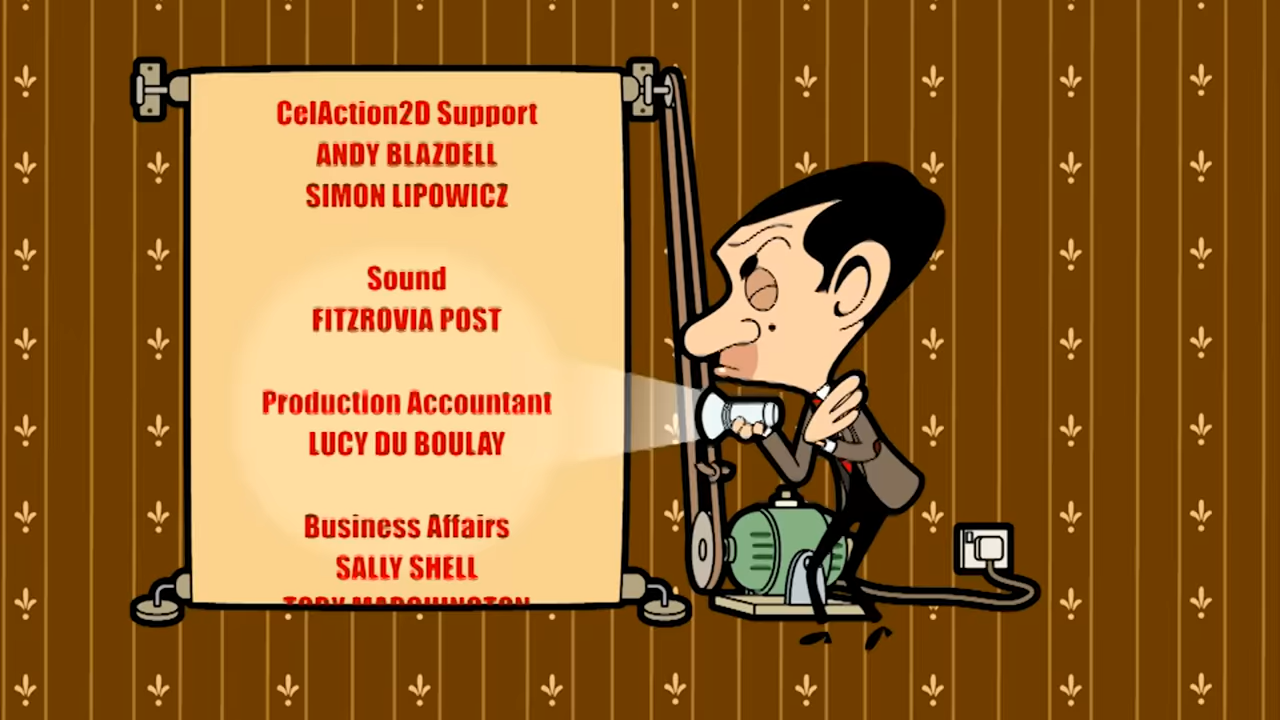 CelAction2D Support
ANDY BLAZDELL
SIMON LIPOWICZ
Sound
FITZROVIA POST
Production Accountant
LUCY DU BOULAY
Business Affairs
SALLY SHELL